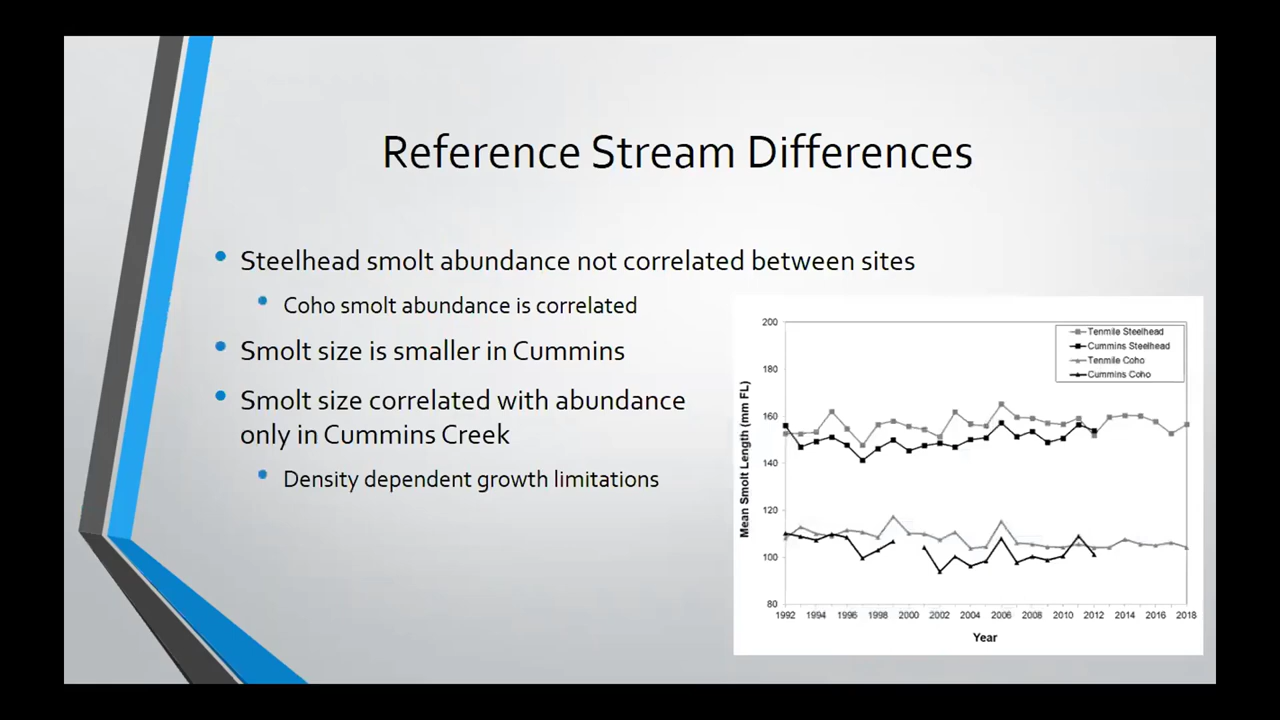 Reference Stream Differences
Steelhead smolt abundance not correlated between sites
Coho smolt abundance is correlated
Smolt size is smaller in Cummins
Smolt size correlated with abundance
only in Cummins Creek
Density dependent growth limitations
200
180
160
140
120
100
80
Mean Smolt Length (mm FL)
Tenmile Steelhead
Cummins Steelhead
Tenmile Coho
Cummins Coho
1992 1994 1996 1998 2000 2002 2004 2006 2008 2010 2012 2014 2016 2018
Year